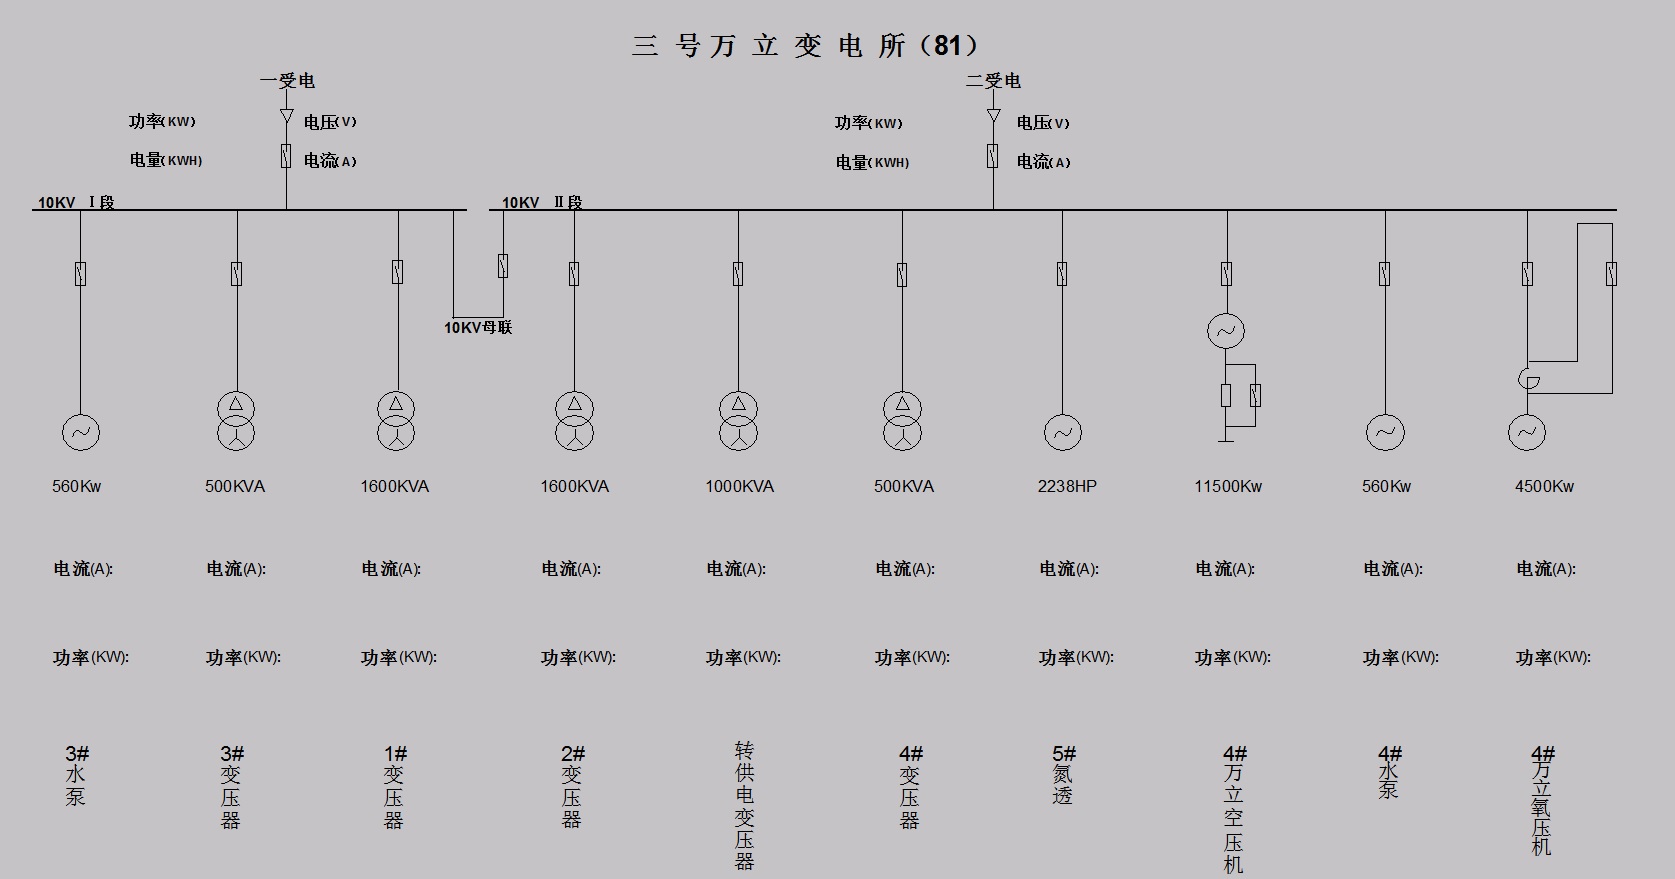 三号万立变电所（81）
一受电
二受电
功率(KW)
电压(V)
功率(KW)
电压(V)
电量(KWH)
电流(A)
电量(KWH)
电流(A)
10KV Ⅰ段
10KV Ⅱ段
10KV母联
560Kw
500KVA
1600KVA
1600KVA
1000KVA
500KVA
2238HP
11500Kw
560Kw
4500Kw
电流(A):
电流(A):
电流(A):
电流(A):
电流(A):
电流(A):
电流(A):
电流(A):
电流(A):
电流(A):
功率(KW):
功率(KW):
功率(KW):
功率(KW):
功率(KW):
功率(KW):
功率(KW):
功率(KW):
功率(KW):
功率(KW):
3#水泵
3#变压器
1#变压器
2#变压器
转供电变压器
4#变压器
5#氮透
4#万立空压机
4#水泵
4#万立氧压机